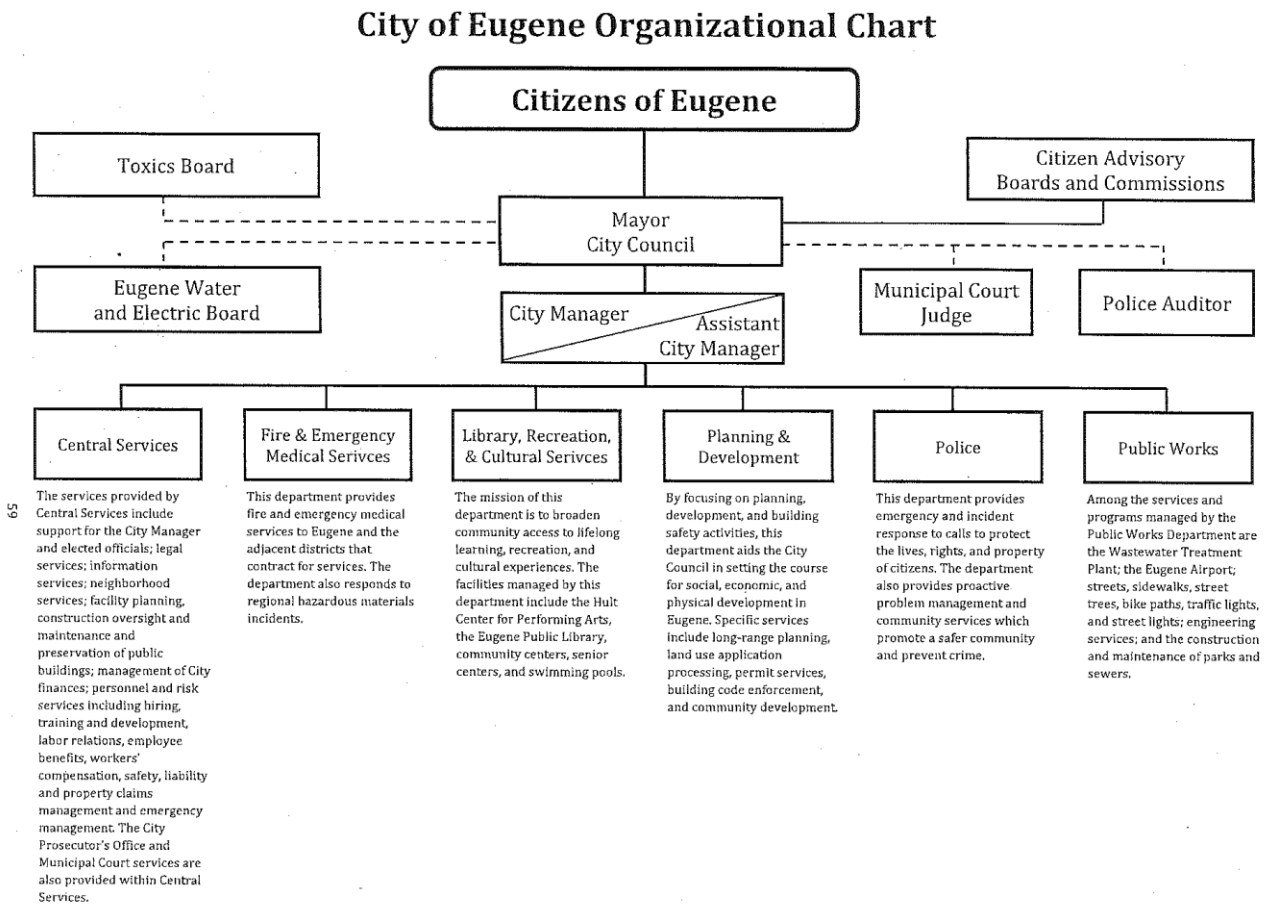 City of Eugene Organizational Chart
Citizens of Eugene
Toxics Board
Citizen Advisory
Boards and Commissions
Mayor
City Council
Eugene Water
and Electric Board
City Manager
Assistant
City Manager
Municipal Court
Judge
Police Auditor
Central Services
The services provided by
Central Services include
support for the City Manager
and elected officials; legal
services; information
services; neighborhood
services; facility planning,
construction oversight and
maintenance and
preservation of public
buildings; management of City
finances; personnel and risk
services including hiring,
training and development,
labor relations, employee
benefits, workers'
compensation, safety, liability
and property claims
management and emergency
management. The City
Prosecutor's Office and
Municipal Court services are
also provided within Central
Services.
Fire & Emergency
Medical Serivces
This department provides
fire and emergency medical
services to Eugene and the
adjacent districts that
contract for services. The
department also responds to
regional hazardous materials
incidents.
Library, Recreation,
& Cultural Serivces
The mission of this
department is to broaden
community access to lifelong
learning, recreation, and
cultural experiences. The
facilities managed by this
department include the Hult
Center for Performing Arts,
the Eugene Public Library,
community centers, senior
centers, and swimming pools.
Planning &
Development
By focusing on planning,
development, and building
safety activities, this
department aids the City
Council in setting the course
for social, economic, and
physical development in
Eugene. Specific services
include long-range planning,
land use application
processing, permit services,
building code enforcement,
and community development.
Police
This department provides
emergency and incident
response to calls to protect
the lives, rights, and property
of citizens. The department
also provides proactive
problem management and
community services which
promote a safer community
and prevent crime.
Public Works
Among the services and
programs managed by the
Public Works Department are
the Wastewater Treatment
Plant; the Eugene Airport;
streets, sidewalks, street
trees, bike paths, traffic lights,
and street lights; engineering
services; and the construction
and maintenance of parks and
sewers.
59